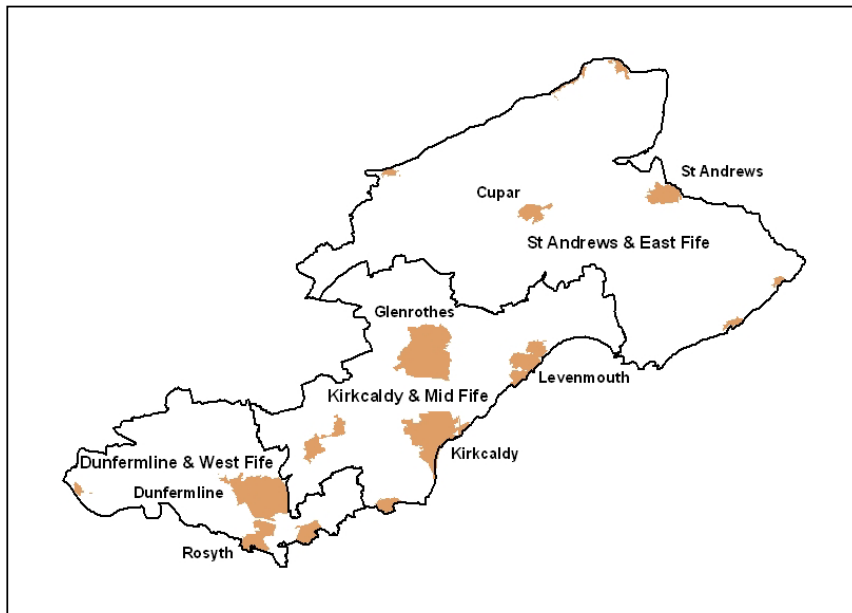 St Andrews
Cupar
St Andrews & East Fife
Glenrothes
Levenmouth
Kirkcaldy & Mid Fife
Kirkcaldy
Dunfermline & West Fife
Dunfermline
Rosyth